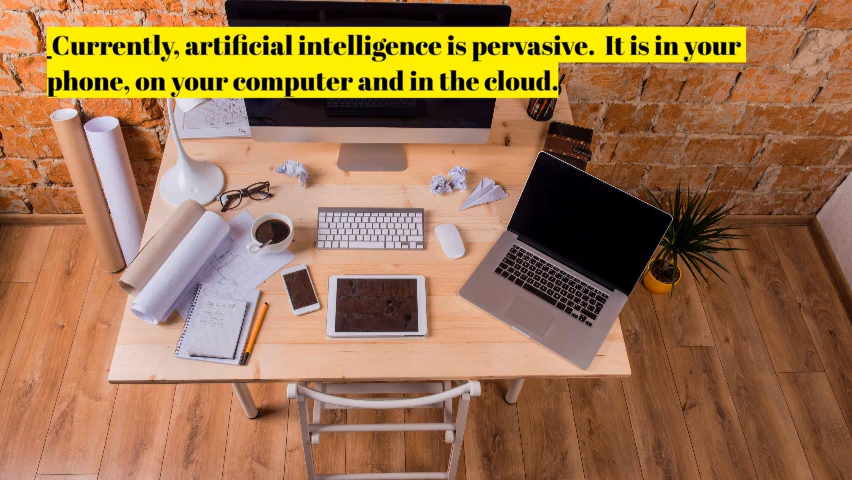 Currently, artificial intelligence is pervasive.  It is in your
phone, on your computer and in the cloud.